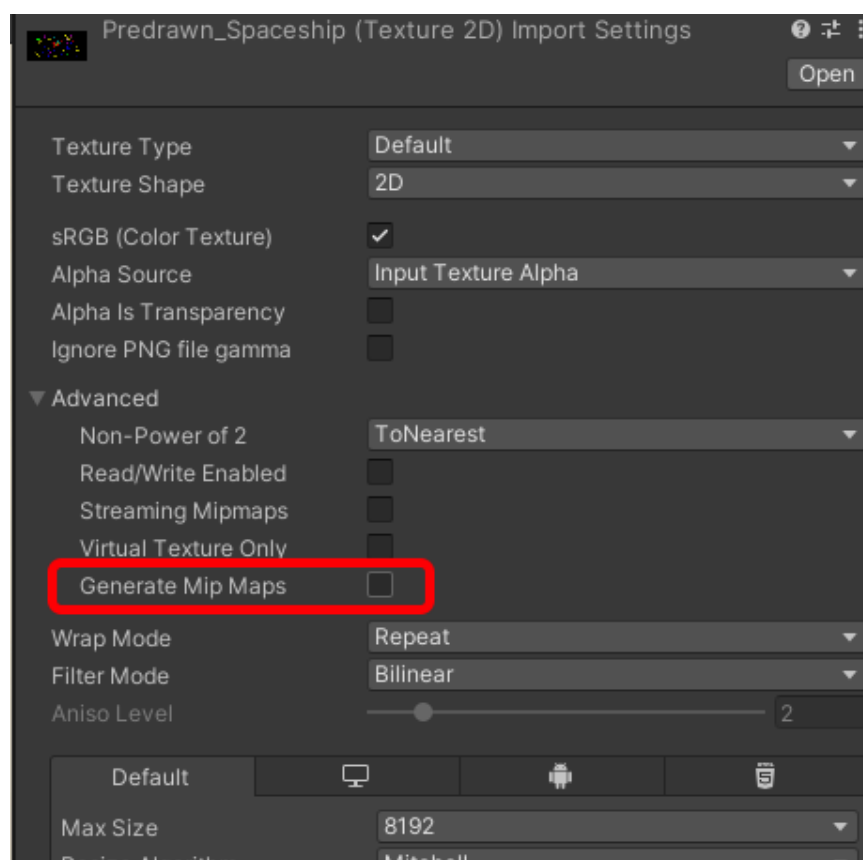 Predrawn_Spaceship (Texture 2D) Import Settings
Open
Texture Type Default
Texture Shape 2D
sRGB (Color Texture)
Alpha Source Input Texture Alpha
Alpha Is Transparency
Ignore PNG file gamma
Advanced
Non-Power of 2 ToNearest
Read/Write Enabled
Streaming Mipmaps
Virtual Texture Only
Generate Mip Maps
Wrap Mode Repeat
Filter Mode Bilinear
Aniso Level 2
Default
Max Size 8192
Mitchell